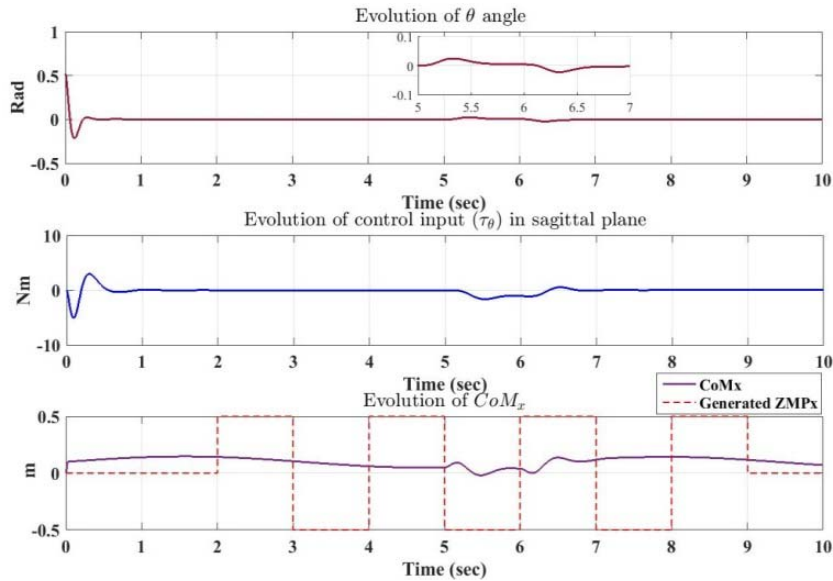 Evolution of θ angle
1
0.5
0
-0.5
Rad
0.1
0
-0.1
5 5.5 6 6.5 7
0 1 2 3 4 5 6 7 8 9 10
Time (sec)
Evolution of control input (τθ) in sagittal plane
10
0
-10
Nm
0 1 2 3 4 5 6 7 8 9 10
Time (sec)
Evolution of CoMx
CoMx
Generated ZMPx
0.5
0
-0.5
m
0 1 2 3 4 5 6 7 8 9 10
Time (sec)